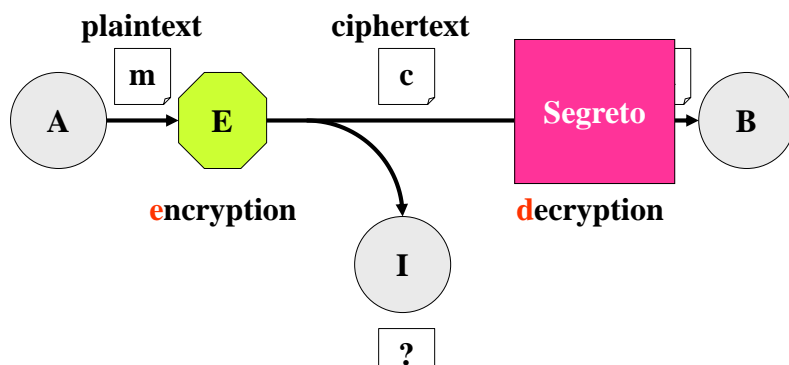 plaintext
ciphertext
m
c
A
E
Segreto
B
encryption
decryption
I
?